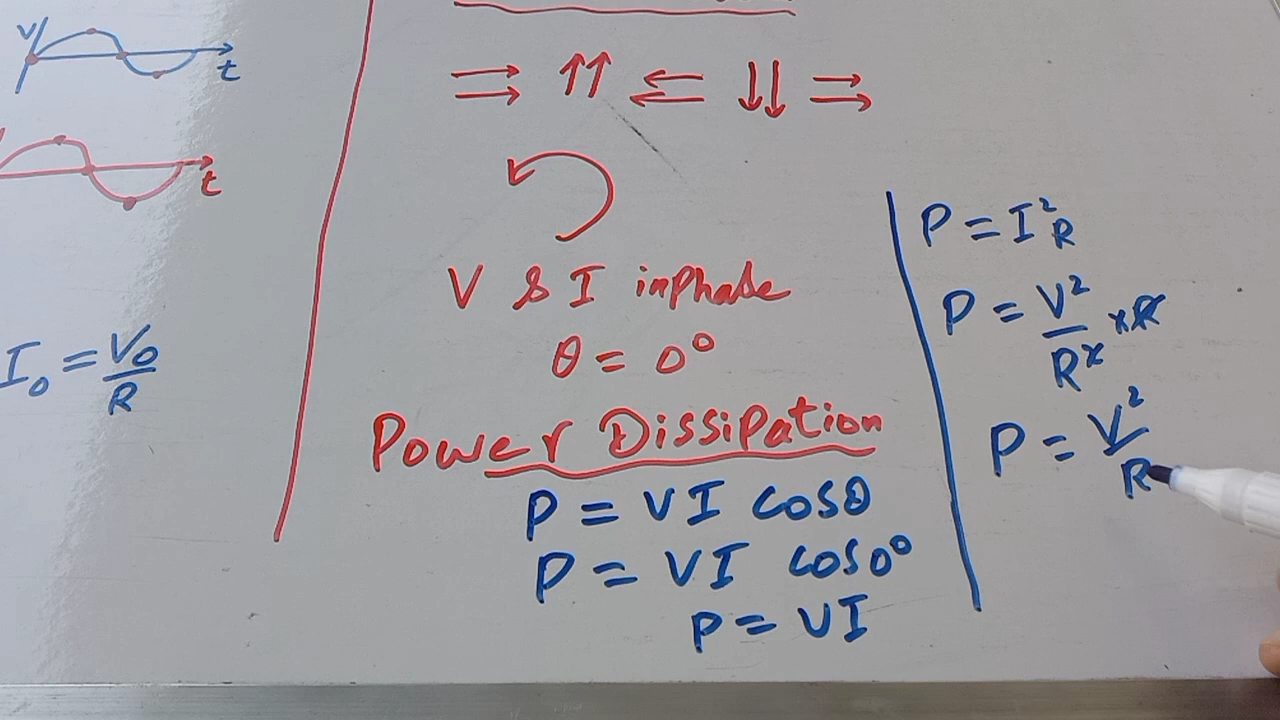 V
t
t
I₀ = V₀/R
V & I inphase
θ = 0°
Power Dissipation
P = VI cosθ
P = VI cos0°
P = VI
P = I²R
P = V²/R² × R
P = V²/R